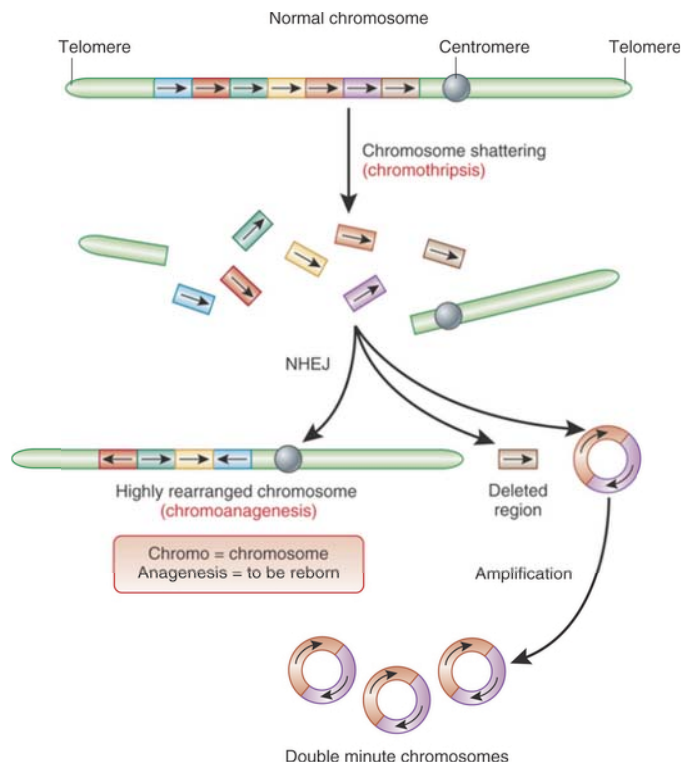 Normal chromosome
Telomere
Centromere
Telomere
Chromosome shattering
(chromothripsis)
NHEJ
Highly rearranged chromosome
(chromoanagenesis)
Deleted
region
Chromo = chromosome
Anagenesis = to be reborn
Amplification
Double minute chromosomes